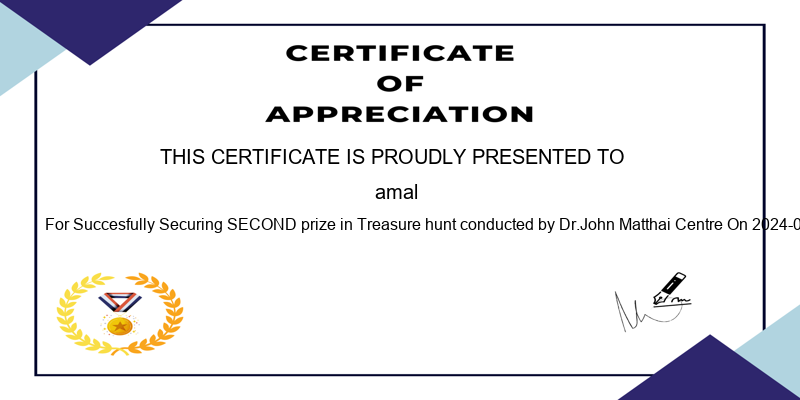 CERTIFICATE
OF
APPRECIATION
THIS CERTIFICATE IS PROUDLY PRESENTED TO
amal
For Succesfully Securing SECOND prize in Treasure hunt conducted by Dr.John Matthai Centre On 2024-0